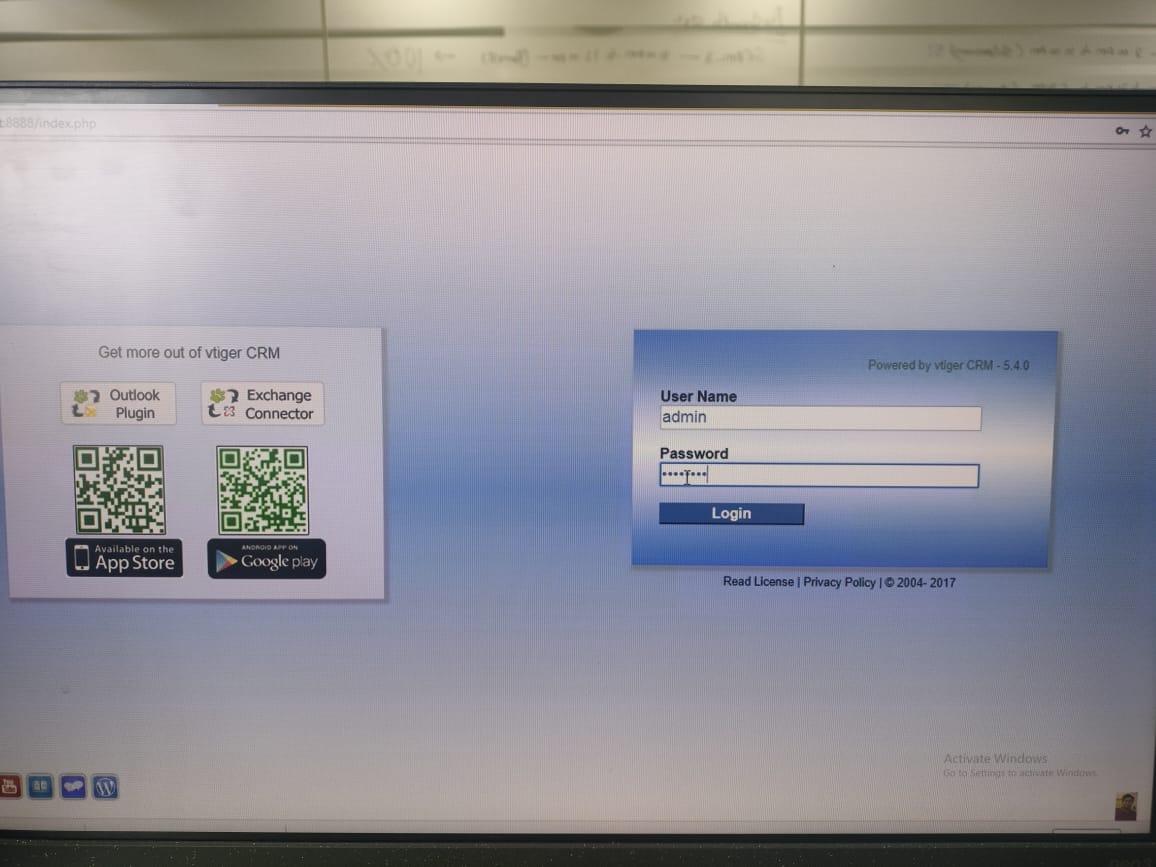 :8888/index.php
Get more out of vtiger CRM
Outlook
Plugin
Exchange
Connector
Available on the
App Store
ANDROID APP ON
Google play
Powered by vtiger CRM - 5.4.0
User Name
admin
Password
••••••••
Login
Read License | Privacy Policy | © 2004- 2017
Activate Windows
Go to Settings to activate Windows.
You